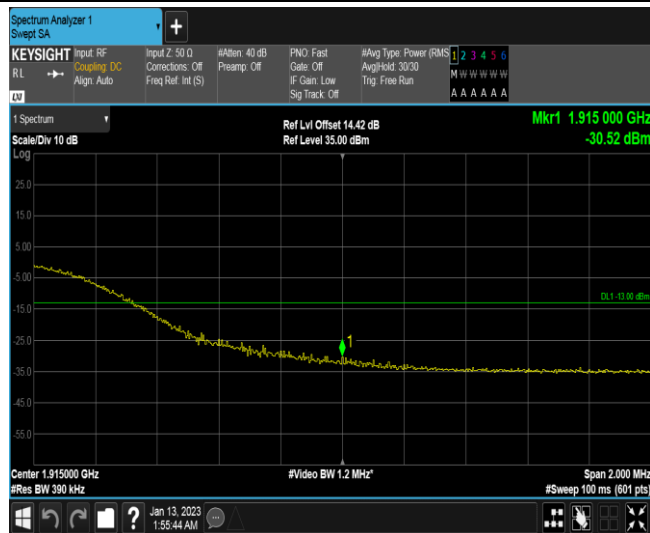 Spectrum Analyzer 1
Swept SA
+
KEYSIGHT
RL
LXI
Input: RF
Coupling: DC
Align: Auto
Input Z: 50 Ω
Corrections: Off
Freq Ref: Int (S)
#Atten: 40 dB
Preamp: Off
PNO: Fast
Gate: Off
IF Gain: Low
Sig Track: Off
#Avg Type: Power (RMS
Avg|Hold: 30/30
Trig: Free Run
1 2 3 4 5 6
M W W W W W
A A A A A A
1 Spectrum
Scale/Div 10 dB
Ref Lvl Offset 14.42 dB
Ref Level 35.00 dBm
Mkr1 1.915 000 GHz
-30.52 dBm
Log
25.0
15.0
5.00
-5.00
DL1 -13.00 dBm
-15.0
-25.0
1
-35.0
-45.0
-55.0
Center 1.915000 GHz
#Video BW 1.2 MHz*
Span 2.000 MHz
#Res BW 390 kHz
#Sweep 100 ms (601 pts)
?
Jan 13, 2023
1:55:44 AM